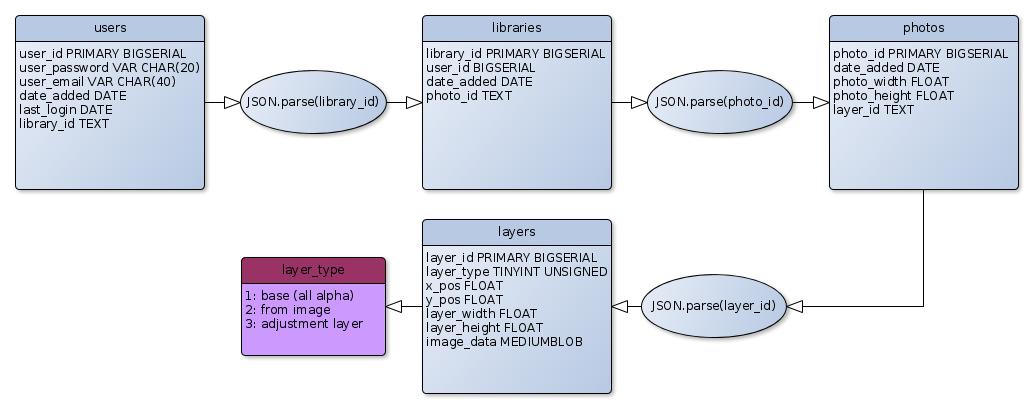 users
user_id PRIMARY BIGSERIAL
user_password VAR CHAR(20)
user_email VAR CHAR(40)
date_added DATE
last_login DATE
library_id TEXT
JSON.parse(library_id)
libraries
library_id PRIMARY BIGSERIAL
user_id BIGSERIAL
date_added DATE
photo_id TEXT
JSON.parse(photo_id)
photos
photo_id PRIMARY BIGSERIAL
date_added DATE
photo_width FLOAT
photo_height FLOAT
layer_id TEXT
JSON.parse(layer_id)
layers
layer_id PRIMARY BIGSERIAL
layer_type TINYINT UNSIGNED
x_pos FLOAT
y_pos FLOAT
layer_width FLOAT
layer_height FLOAT
image_data MEDIUMBLOB
layer_type
1: base (all alpha)
2: from image
3: adjustment layer